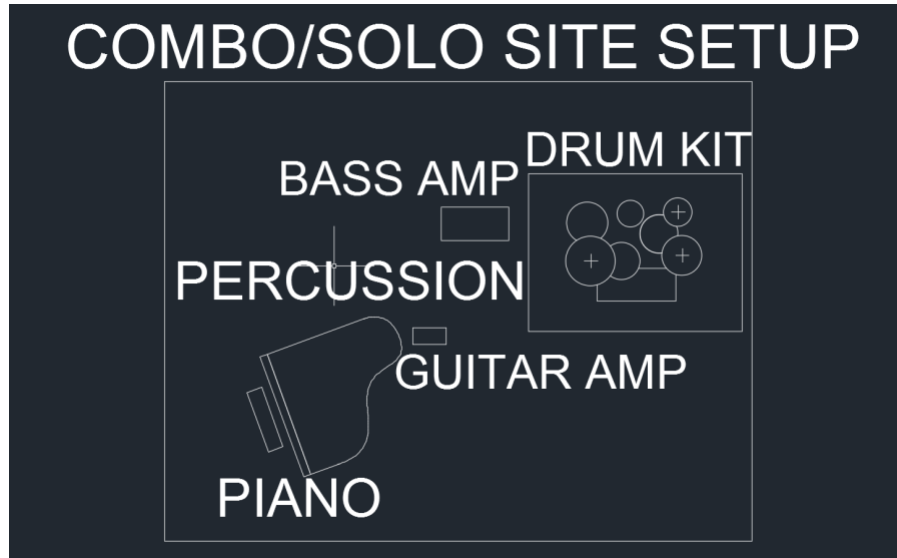 COMBO/SOLO SITE SETUP
DRUM KIT
BASS AMP
PERCUSSION
GUITAR AMP
PIANO